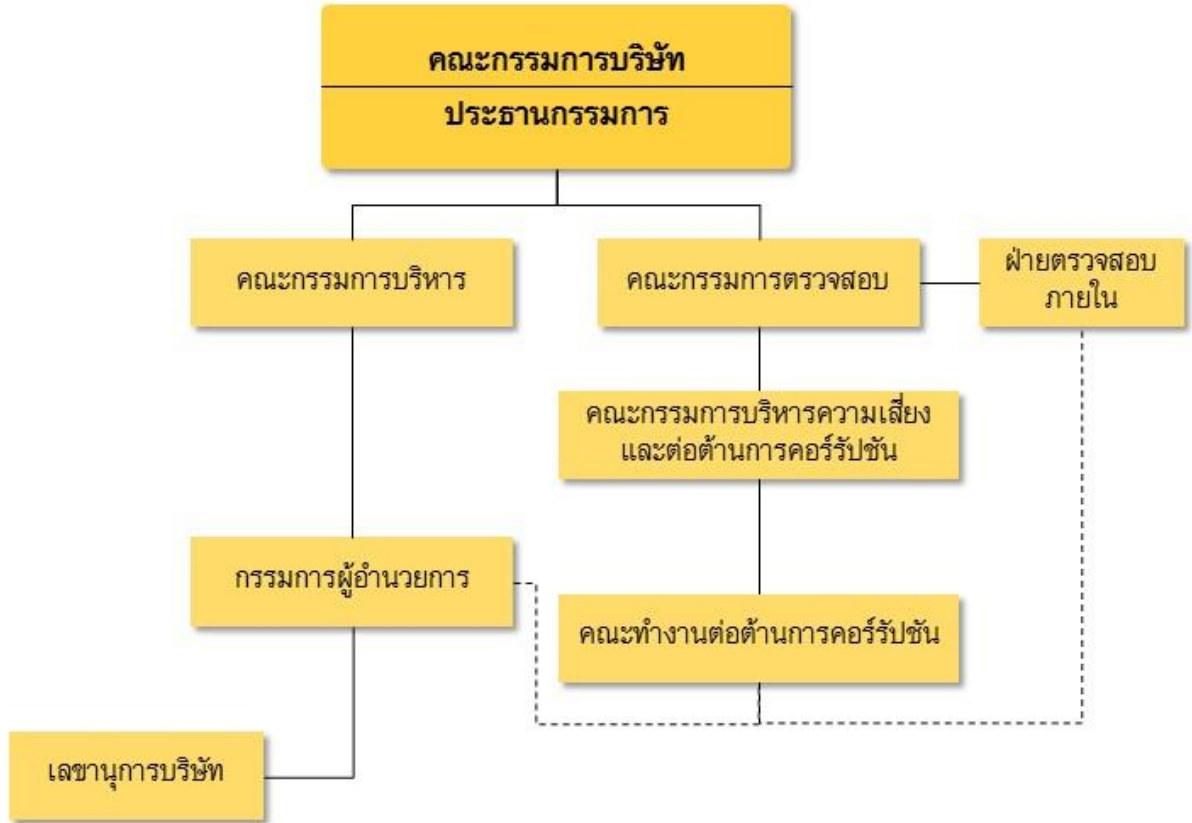 คณะกรรมการบริษัท
ประธานกรรมการ
คณะกรรมการบริหาร
คณะกรรมการตรวจสอบ
ฝ่ายตรวจสอบ
ภายใน
คณะกรรมการบริหารความเสี่ยง
และต่อต้านการคอร์รัปชัน
กรรมการผู้อำนวยการ
คณะทำงานต่อต้านการคอร์รัปชัน
เลขานุการบริษัท